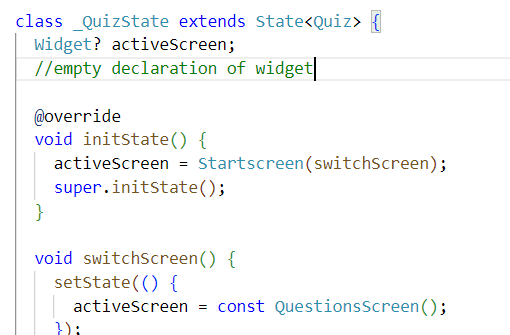 class _QuizState extends State<Quiz> {
Widget? activeScreen;
//empty declaration of widget
@override
void initState() {
activeScreen = Startscreen(switchScreen);
super.initState();
}
void switchScreen() {
setState(() {
activeScreen = const QuestionsScreen();
});